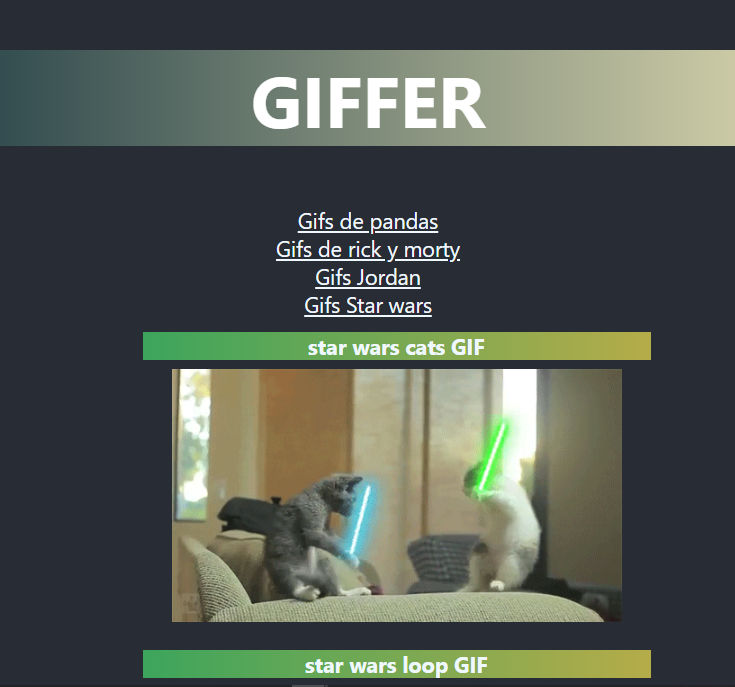 GIFFER
Gifs de pandas
Gifs de rick y morty
Gifs Jordan
Gifs Star wars
star wars cats GIF
star wars loop GIF